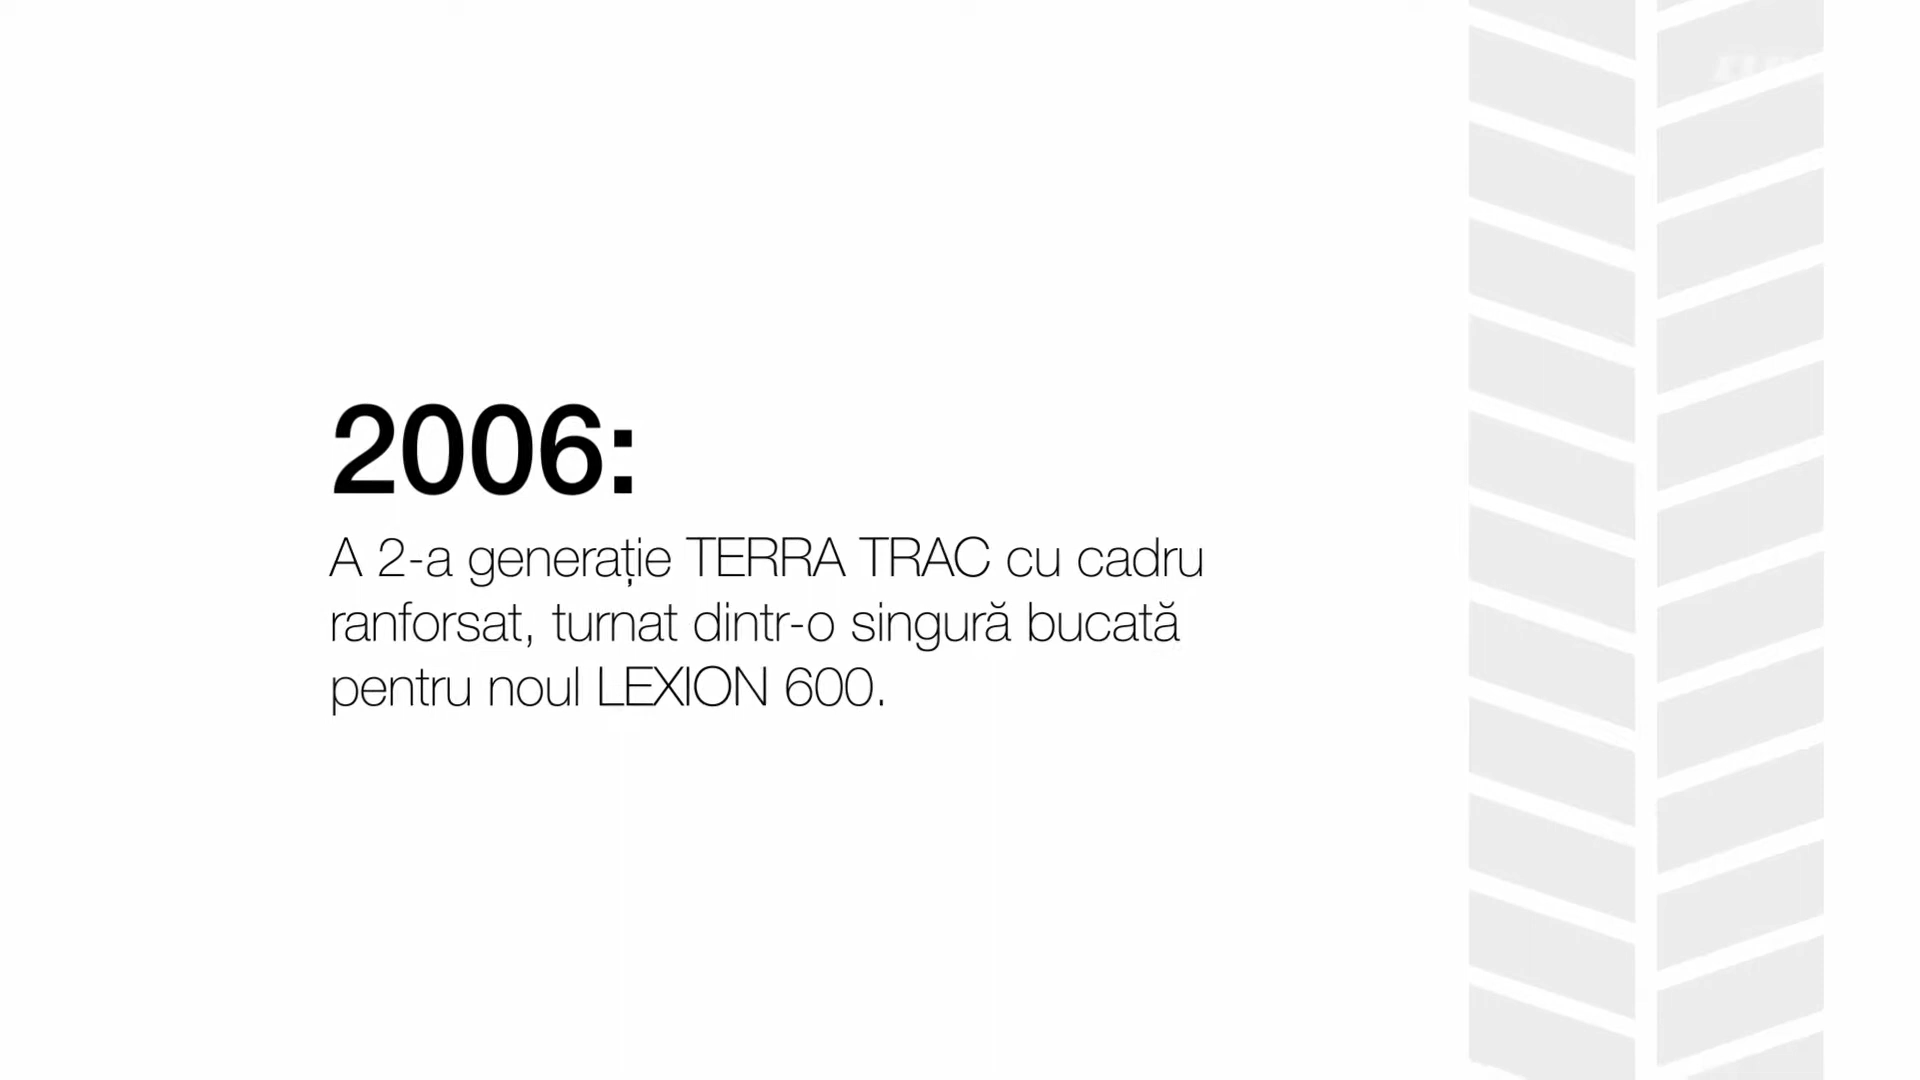 2006:
A 2-a generație TERRA TRAC cu cadru
ranforsat, turnat dintr-o singură bucată
pentru noul LEXION 600.